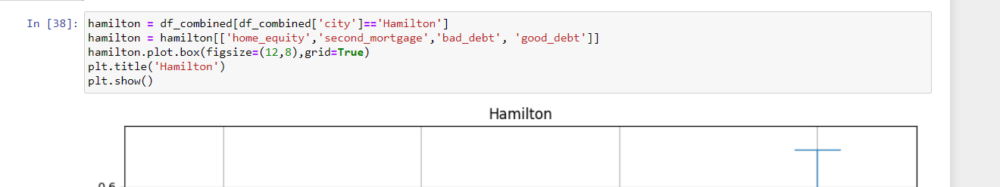 In [38]: hamilton = df_combined[df_combined['city']=='Hamilton']
hamilton = hamilton[['home_equity','second_mortgage','bad_debt', 'good_debt']]
hamilton.plot.box(figsize=(12,8),grid=True)
plt.title('Hamilton')
plt.show()
Hamilton
0.6